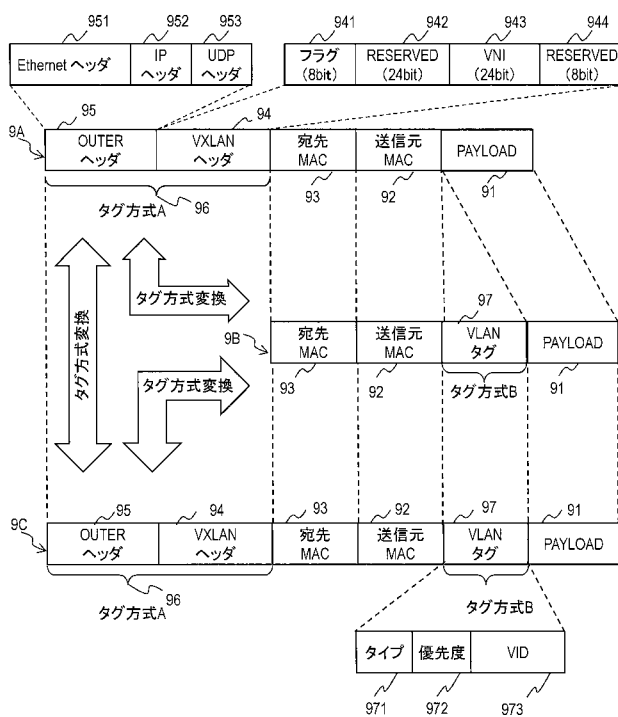 951 952 953 941 942 943 944
Ethernet ヘッダ IP ヘッダ UDP ヘッダ
フラグ (8bit) RESERVED (24bit) VNI (24bit) RESERVED (8bit)
95 94
9A
OUTER ヘッダ VXLAN ヘッダ 宛先 MAC 送信元 MAC PAYLOAD
96 93 92 91
タグ方式A
タグ方式変換
タグ方式変換
97
9B
宛先 MAC 送信元 MAC VLAN タグ PAYLOAD
93 92 タグ方式B 91
タグ方式変換
95 94 93 92 97 91
9C
OUTER ヘッダ VXLAN ヘッダ 宛先 MAC 送信元 MAC VLAN タグ PAYLOAD
96
タグ方式A タグ方式B
タイプ 優先度 VID
971 972 973